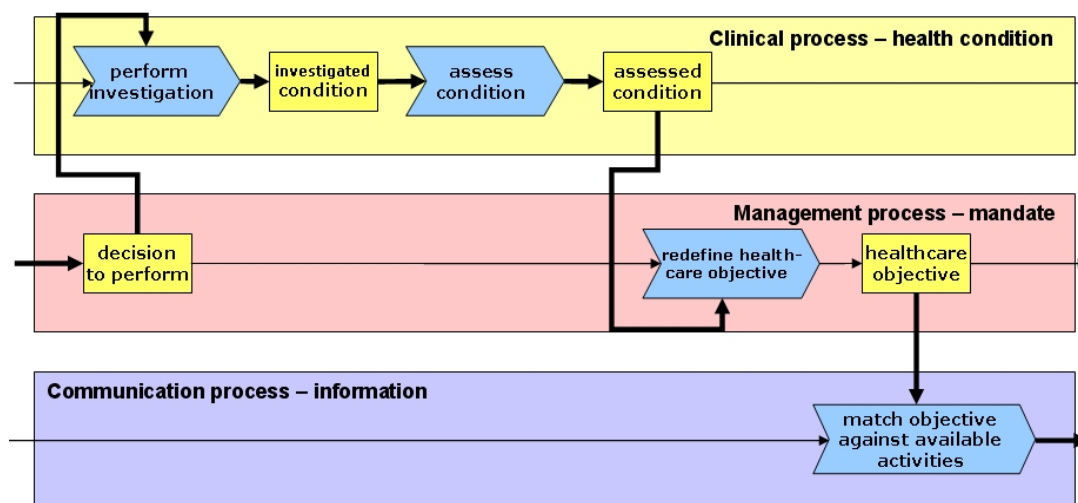 Clinical process – health condition
perform
investigation
investigated
condition
assess
condition
assessed
condition
Management process – mandate
decision
to perform
redefine health-
care objective
healthcare
objective
Communication process – information
match objective
against available
activities